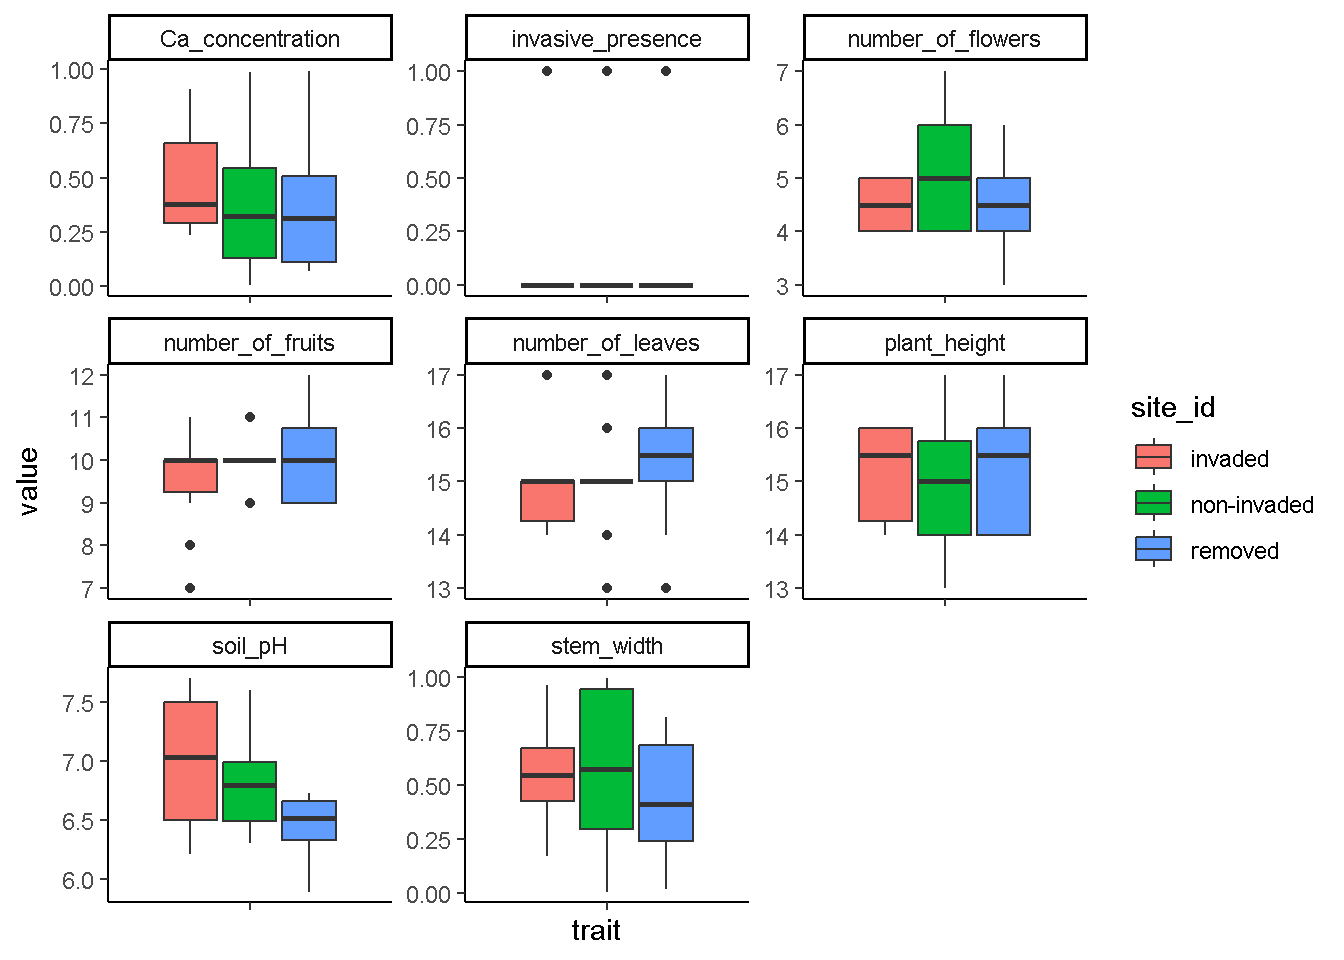 Ca_concentration
invasive_presence
number_of_flowers
1.00
0.75
0.50
0.25
0.00
1.00
0.75
0.50
0.25
0.00
7
6
5
4
3
number_of_fruits
number_of_leaves
plant_height
12
11
10
9
8
7
17
16
15
14
13
17
16
15
14
13
soil_pH
stem_width
7.5
7.0
6.5
6.0
1.00
0.75
0.50
0.25
0.00
value
trait
site_id
invaded
non-invaded
removed